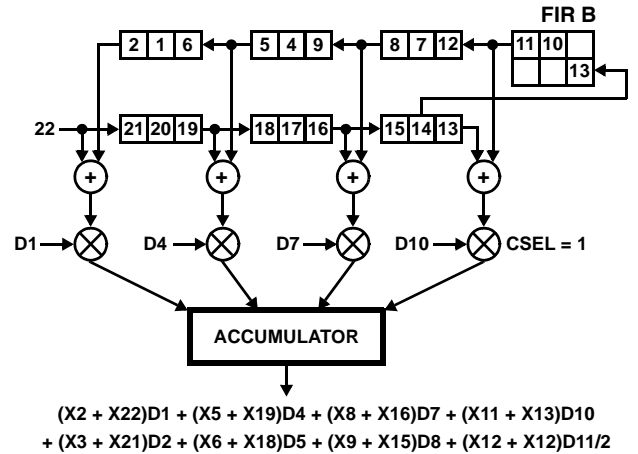 FIR B
2 1 6 5 4 9 8 7 12 11 10
13
22 21 20 19 18 17 16 15 14 13
+ + + +
D1 D4 D7 D10 CSEL = 1
ACCUMULATOR
(X2 + X22)D1 + (X5 + X19)D4 + (X8 + X16)D7 + (X11 + X13)D10
+ (X3 + X21)D2 + (X6 + X18)D5 + (X9 + X15)D8 + (X12 + X12)D11/2